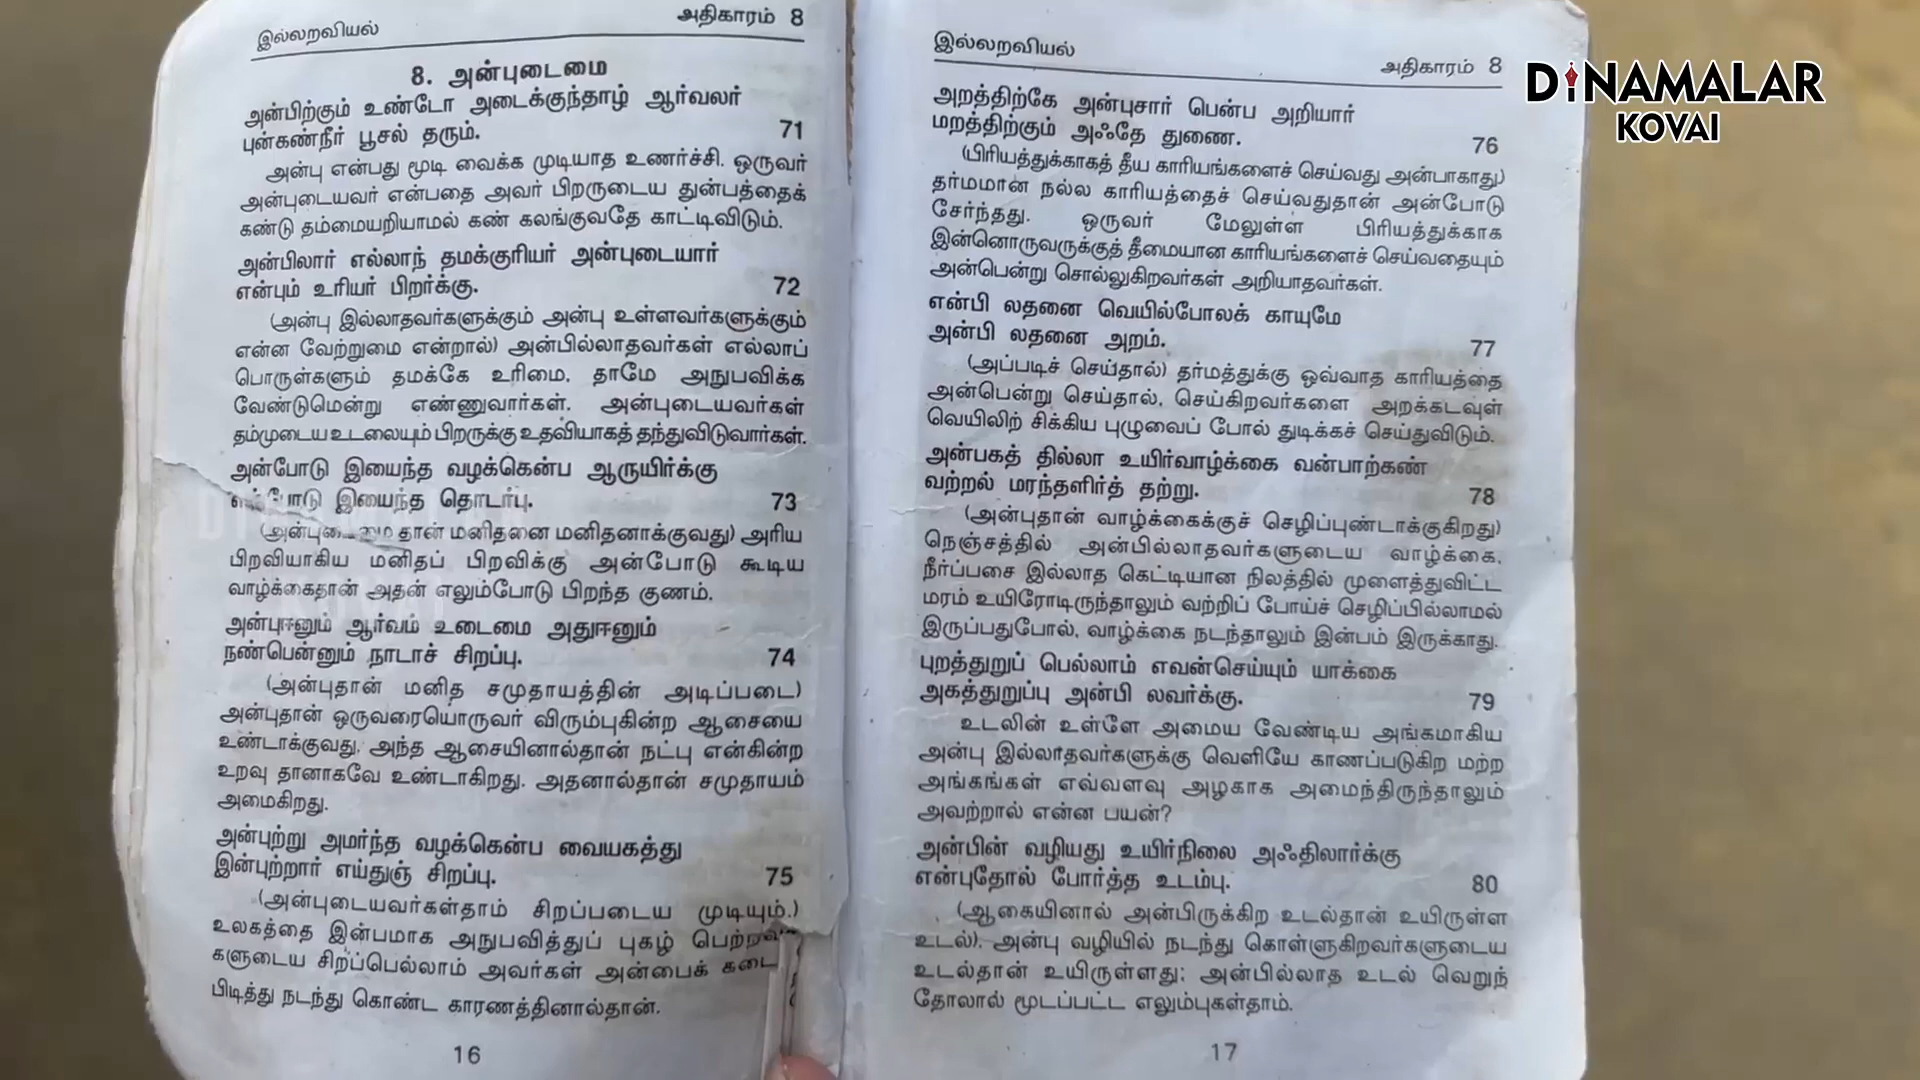 இல்லறவியல்
அதிகாரம் 8
8. அன்புடைமை
அன்பிற்கும் உண்டோ அடைக்குந்தாழ் ஆர்வலர்
புன்கண்நீர் பூசல் தரும். 71
அன்பு என்பது மூடி வைக்க முடியாத உணர்ச்சி. ஒருவர்
அன்புடையவர் என்பதை அவர் பிறருடைய துன்பத்தைக்
கண்டு தம்மையறியாமல் கண் கலங்குவதே காட்டிவிடும்.
அன்பிலார் எல்லாந் தமக்குரியர் அன்புடையார்
என்பும் உரியர் பிறர்க்கு. 72
(அன்பு இல்லாதவர்களுக்கும் அன்பு உள்ளவர்களுக்கும்
என்ன வேற்றுமை என்றால்) அன்பில்லாதவர்கள் எல்லாப்
பொருள்களும் தமக்கே உரிமை, தாமே அநுபவிக்க
வேண்டுமென்று எண்ணுவார்கள். அன்புடையவர்கள்
தம்முடைய உடலையும் பிறருக்கு உதவியாகத் தந்துவிடுவார்கள்.
அன்போடு இயைந்த வழக்கென்ப ஆருயிர்க்கு
இயைந்த தொடர்பு. 73
தான் மனிதனை மனிதனாக்குவது) அரிய
பிறவியாகிய மனிதப் பிறவிக்கு அன்போடு கூடிய
வாழ்க்கைதான் அதன் எலும்போடு பிறந்த குணம்.
அன்புஈனும் ஆர்வம் உடைமை அதுஈனும்
நண்பென்னும் நாடாச் சிறப்பு. 74
(அன்புதான் மனித சமுதாயத்தின் அடிப்படை)
அன்புதான் ஒருவரையொருவர் விரும்புகின்ற ஆசையை
உண்டாக்குவது. அந்த ஆசையினால்தான் நட்பு என்கின்ற
உறவு தானாகவே உண்டாகிறது. அதனால்தான் சமுதாயம்
அமைகிறது.
அன்புற்று அமர்ந்த வழக்கென்ப வையகத்து
இன்புற்றார் எய்துஞ் சிறப்பு. 75
(அன்புடையவர்கள்தாம் சிறப்படைய முடியும்.)
உலகத்தை இன்பமாக அநுபவித்துப் புகழ்
களுடைய சிறப்பெல்லாம் அவர்கள் அன்பைக்
பிடித்து நடந்து கொண்ட காரணத்தினால்தான்.
16
இல்லறவியல்
அதிகாரம் 8
அறத்திற்கே அன்புசார் பென்ப அறியார்
மறத்திற்கும் அஃதே துணை. 76
(பிரியத்துக்காகத் தீய காரியங்களைச் செய்வது அன்பாகாது)
தர்மமான நல்ல காரியத்தைச் செய்வதுதான் அன்போடு
சேர்ந்தது. ஒருவர் மேலுள்ள பிரியத்துக்காக
இன்னொருவருக்குத் தீமையான காரியங்களைச் செய்வதையும்
அன்பென்று சொல்லுகிறவர்கள் அறியாதவர்கள்.
என்பி லதனை வெயில்போலக் காயுமே
அன்பி லதனை அறம். 77
(அப்படிச் செய்தால்) தர்மத்துக்கு ஒவ்வாத காரியத்தை
அன்பென்று செய்தால், செய்கிறவர்களை அறக்கடவுள்
வெயிலிற் சிக்கிய புழுவைப் போல் துடிக்கச் செய்துவிடும்.
அன்பகத் தில்லா உயிர்வாழ்க்கை வன்பாற்கண்
வற்றல் மரந்தளிர்த் தற்று. 78
(அன்புதான் வாழ்க்கைக்குச் செழிப்புண்டாக்குகிறது)
நெஞ்சத்தில் அன்பில்லாதவர்களுடைய வாழ்க்கை,
நீர்ப்பசை இல்லாத கெட்டியான நிலத்தில் முளைத்துவிட்ட
மரம் உயிரோடிருந்தாலும் வற்றிப் போய்ச் செழிப்பில்லாமல்
இருப்பதுபோல், வாழ்க்கை நடந்தாலும் இன்பம் இருக்காது.
புறத்துறுப் பெல்லாம் எவன்செய்யும் யாக்கை
அகத்துறுப்பு அன்பி லவர்க்கு. 79
உடலின் உள்ளே அமைய வேண்டிய அங்கமாகிய
அன்பு இல்லாதவர்களுக்கு வெளியே காணப்படுகிற மற்ற
அங்கங்கள் எவ்வளவு அழகாக அமைந்திருந்தாலும்
அவற்றால் என்ன பயன்?
அன்பின் வழியது உயிர்நிலை அஃதிலார்க்கு
என்புதோல் போர்த்த உடம்பு. 80
(ஆகையினால் அன்பிருக்கிற உடல்தான் உயிருள்ள
உடல்). அன்பு வழியில் நடந்து கொள்ளுகிறவர்களுடைய
உடல்தான் உயிருள்ளது; அன்பில்லாத உடல் வெறுந்
தோலால் மூடப்பட்ட எலும்புகள்தாம்.
17
DINAMALAR
KOVAI